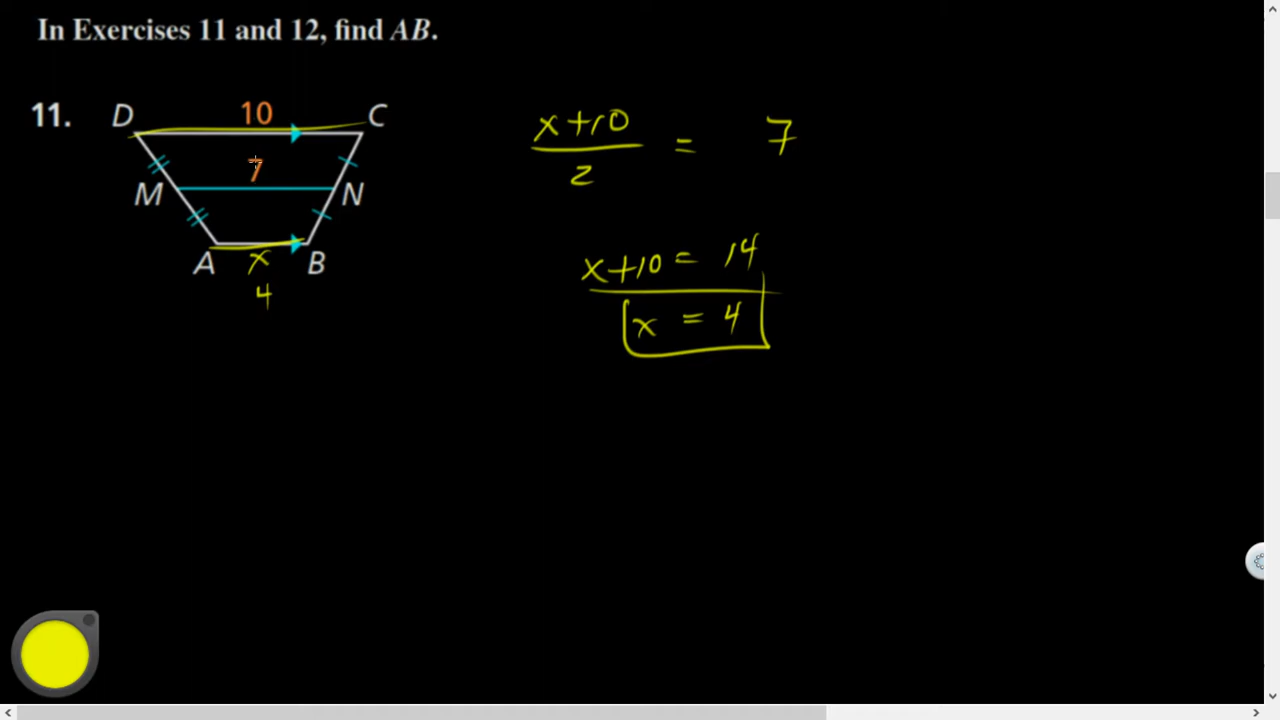 In Exercises 11 and 12, find AB.
11.
D 10 C
7
M N
A x B
4
x+10
2
= 7
x+10 = 14
x = 4